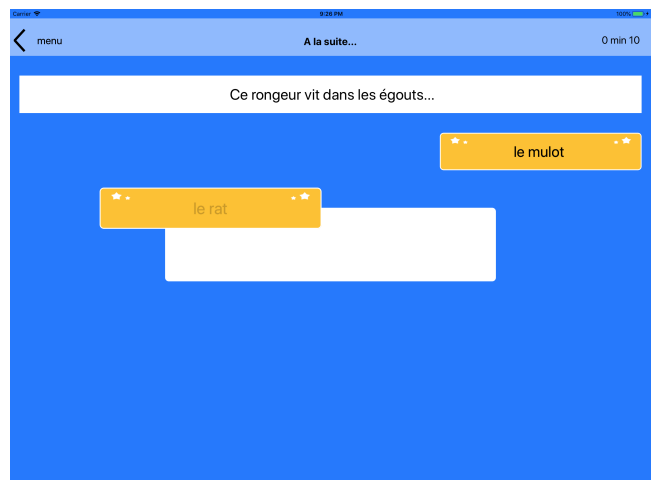 Carrier 9:20 PM 100%
menu A la suite... 0 min 10
Ce rongeur vit dans les égouts...
le mulot
le rat